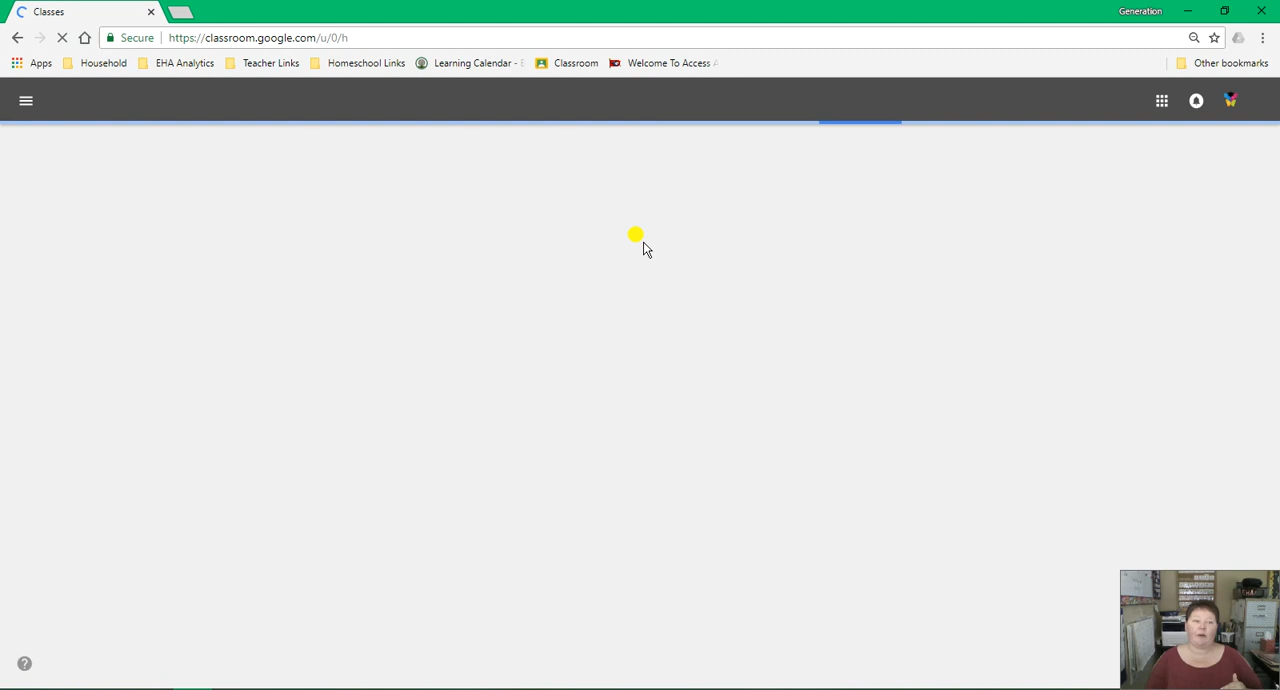 Classes
Generation
Secure https://classroom.google.com/u/0/h
Apps Household EHA Analytics Teacher Links Homeschool Links Learning Calendar - E Classroom Welcome To Access Other bookmarks
?